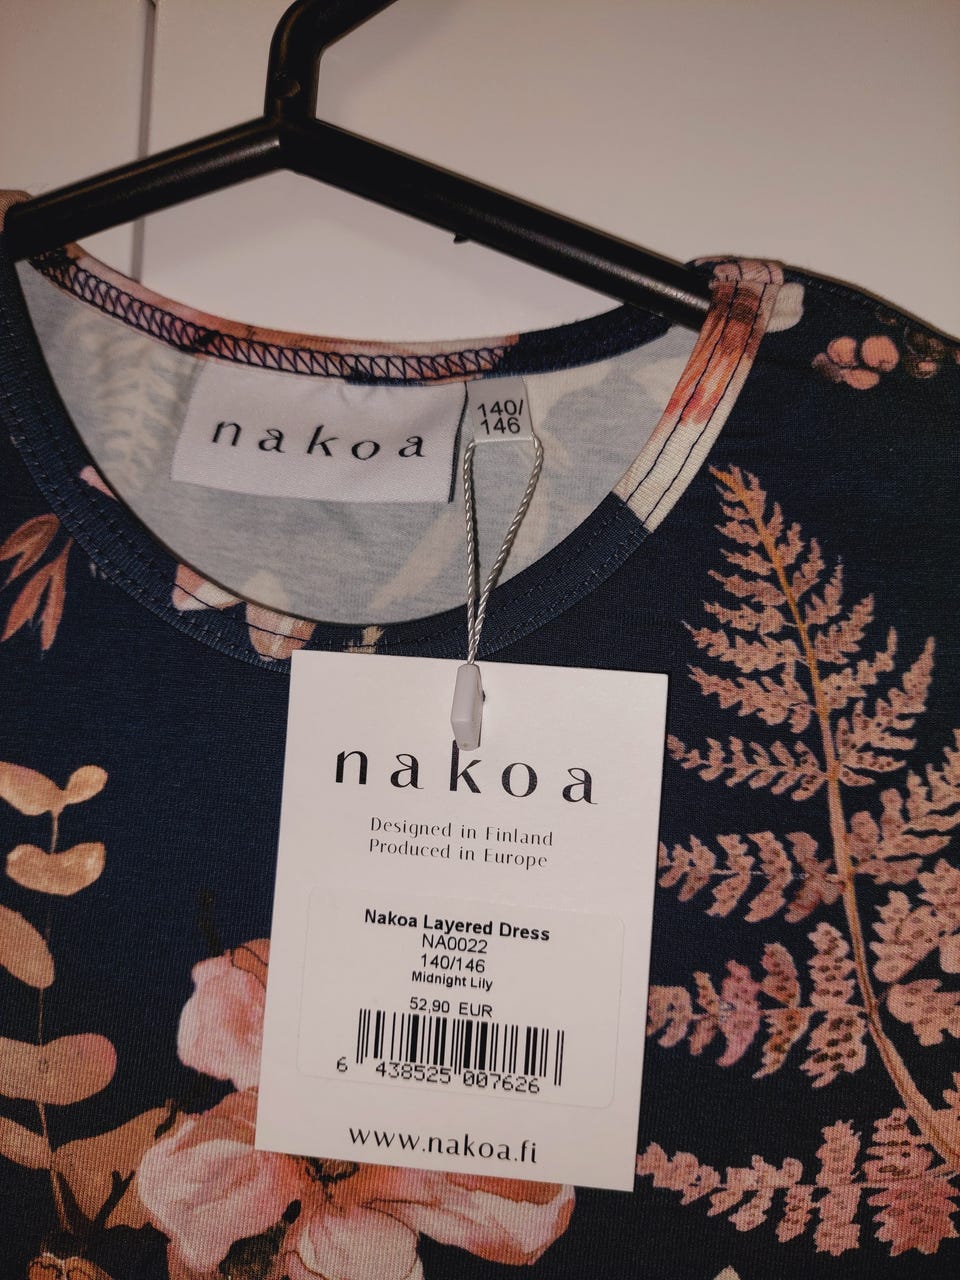 nakoa
140/
146
nakoa
Designed in Finland
Produced in Europe
Nakoa Layered Dress
NA0022
140/146
Midnight Lily
52,90 EUR
6 438525 007626
www.nakoa.fi